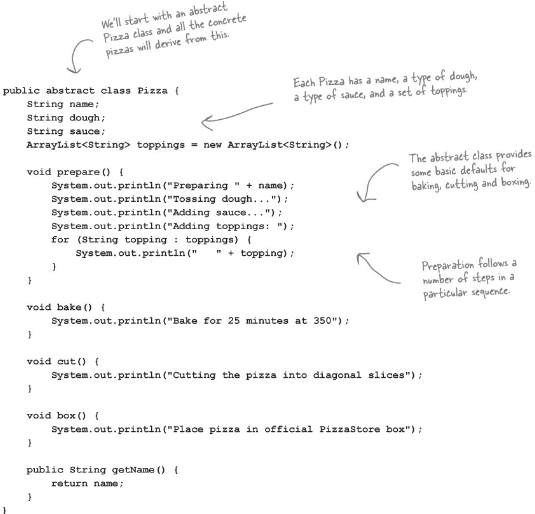 We'll start with an abstract
Pizza class and all the concrete
pizzas will derive from this.
public abstract class Pizza {
    String name;
    String dough;
    String sauce;
    ArrayList<String> toppings = new ArrayList<String>();
Each Pizza has a name, a type of dough,
a type of sauce, and a set of toppings.
    void prepare() {
        System.out.println("Preparing " + name);
        System.out.println("Tossing dough...");
        System.out.println("Adding sauce...");
        System.out.println("Adding toppings: ");
        for (String topping : toppings) {
            System.out.println("   " + topping);
        }
    }
The abstract class provides
some basic defaults for
baking, cutting and boxing.
Preparation follows a
number of steps in a
particular sequence.
    void bake() {
        System.out.println("Bake for 25 minutes at 350");
    }
    void cut() {
        System.out.println("Cutting the pizza into diagonal slices");
    }
    void box() {
        System.out.println("Place pizza in official PizzaStore box");
    }
    public String getName() {
        return name;
    }
}